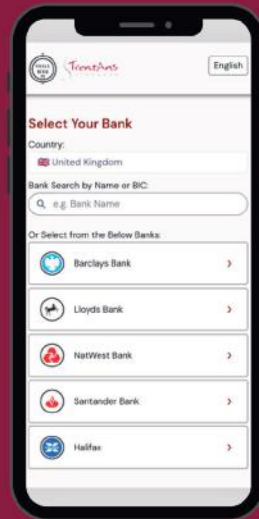 TrentAns
English
Select Your Bank
Country:
United Kingdom
Bank Search by Name or BIC:
e.g. Bank Name
Or Select from the Below Banks:
Barclays Bank
Lloyds Bank
NatWest Bank
Santander Bank
Halifax